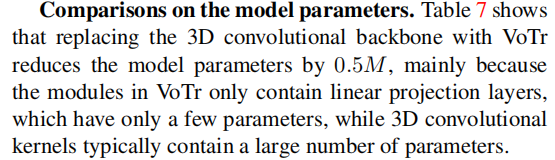 Comparisons on the model parameters. Table 7 shows
that replacing the 3D convolutional backbone with VoTr
reduces the model parameters by 0.5M, mainly because
the modules in VoTr only contain linear projection layers,
which have only a few parameters, while 3D convolutional
kernels typically contain a large number of parameters.